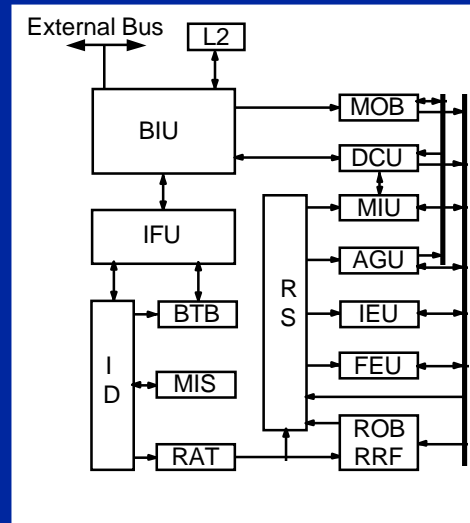 External Bus
L2
BIU
MOB
DCU
MIU
IFU
AGU
R
S
BTB
IEU
I
D
MIS
FEU
RAT
ROB
RRF